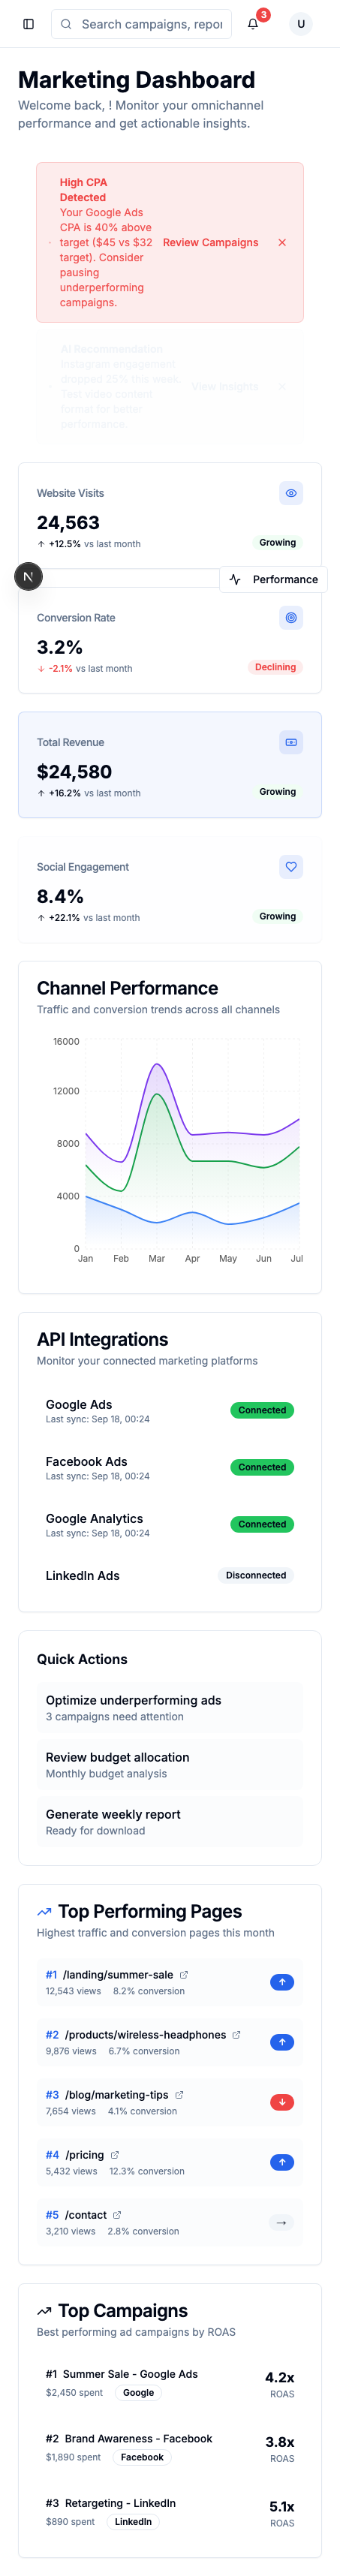 Search campaigns, repor
3
U
Marketing Dashboard
Welcome back, ! Monitor your omnichannel
performance and get actionable insights.
High CPA
Detected
Your Google Ads
CPA is 40% above
target ($45 vs $32
target). Consider
pausing
underperforming
campaigns.
Review Campaigns
AI Recommendation
Instagram engagement
dropped 25% this week.
Test video content
format for better
performance.
View Insights
Website Visits
24,563
+12.5% vs last month
Growing
N
Performance
Conversion Rate
3.2%
-2.1% vs last month
Declining
Total Revenue
$24,580
+16.2% vs last month
Growing
Social Engagement
8.4%
+22.1% vs last month
Growing
Channel Performance
Traffic and conversion trends across all channels
16000
12000
8000
4000
0
Jan Feb Mar Apr May Jun Jul
API Integrations
Monitor your connected marketing platforms
Google Ads
Last sync: Sep 18, 00:24
Connected
Facebook Ads
Last sync: Sep 18, 00:24
Connected
Google Analytics
Last sync: Sep 18, 00:24
Connected
LinkedIn Ads
Disconnected
Quick Actions
Optimize underperforming ads
3 campaigns need attention
Review budget allocation
Monthly budget analysis
Generate weekly report
Ready for download
Top Performing Pages
Highest traffic and conversion pages this month
#1 /landing/summer-sale
12,543 views 8.2% conversion
#2 /products/wireless-headphones
9,876 views 6.7% conversion
#3 /blog/marketing-tips
7,654 views 4.1% conversion
#4 /pricing
5,432 views 12.3% conversion
#5 /contact
3,210 views 2.8% conversion
Top Campaigns
Best performing ad campaigns by ROAS
#1 Summer Sale - Google Ads
$2,450 spent Google
4.2x
ROAS
#2 Brand Awareness - Facebook
$1,890 spent Facebook
3.8x
ROAS
#3 Retargeting - LinkedIn
$890 spent LinkedIn
5.1x
ROAS